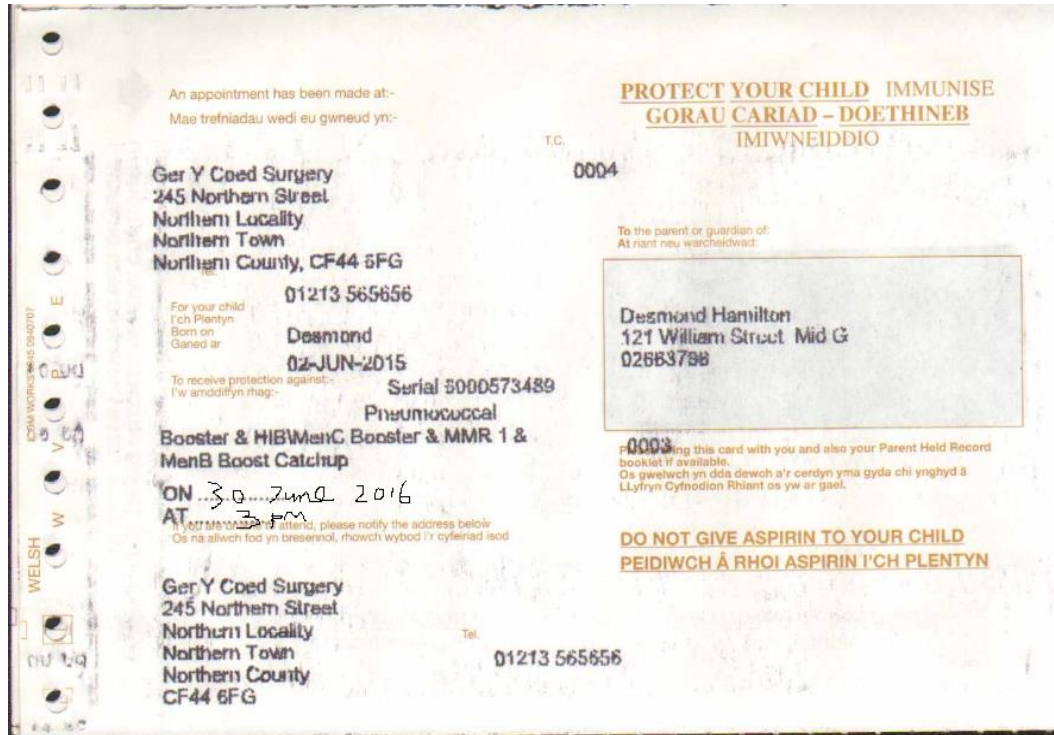 An appointment has been made at:-
Mae trefniadau wedi eu gwneud yn:-
T.C.
Ger Y Coed Surgery
0004
245 Northern Street
Northern Locality
Northern Town
Northern County, CF44 6FG
Tel.
01213 565656
For your child
I'ch Plentyn
Born on
Ganed ar
Desmond
02-JUN-2015
To receive protection against:-
I'w amddiffyn rhag:-
Serial 5000573489
Pneumococcal
Booster & HIB\MenC Booster & MMR 1 &
MenB Boost Catchup
ON 30 June 2016
AT 3 PM
If you are to attend, please notify the address below
Os na allwch fod yn bresennol, rhowch wybod i'r cyfeiriad isod
Ger Y Coed Surgery
245 Northern Street
Northern Locality
Northern Town
Northern County
CF44 6FG
Tel.
01213 565656
PROTECT YOUR CHILD IMMUNISE
GORAU CARIAD – DOETHINEB
IMIWNEIDDIO
To the parent or guardian of:
At riant neu warcheidwad:
Desmond Hamilton
121 William Street Mid G
0003
this card with you and also your Parent Held Record
booklet if available.
Os gwelwch yn dda dewch a'r cerdyn yma gyda chi ynghyd â
LLyfryn Cyfnodion Rhiant os yw ar gael.
DO NOT GIVE ASPIRIN TO YOUR CHILD
PEIDIWCH Â RHOI ASPIRIN I'CH PLENTYN
WELSH